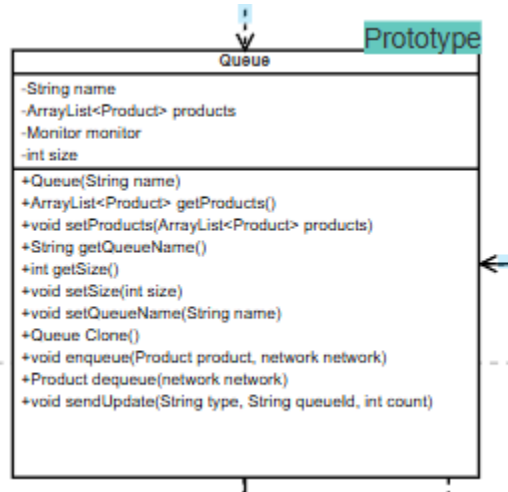 Prototype
Queue
-String name
-ArrayList<Product> products
-Monitor monitor
-int size
+Queue(String name)
+ArrayList<Product> getProducts()
+void setProducts(ArrayList<Product> products)
+String getQueueName()
+int getSize()
+void setSize(int size)
+void setQueueName(String name)
+Queue Clone()
+void enqueue(Product product, network network)
+Product dequeue(network network)
+void sendUpdate(String type, String queueId, int count)